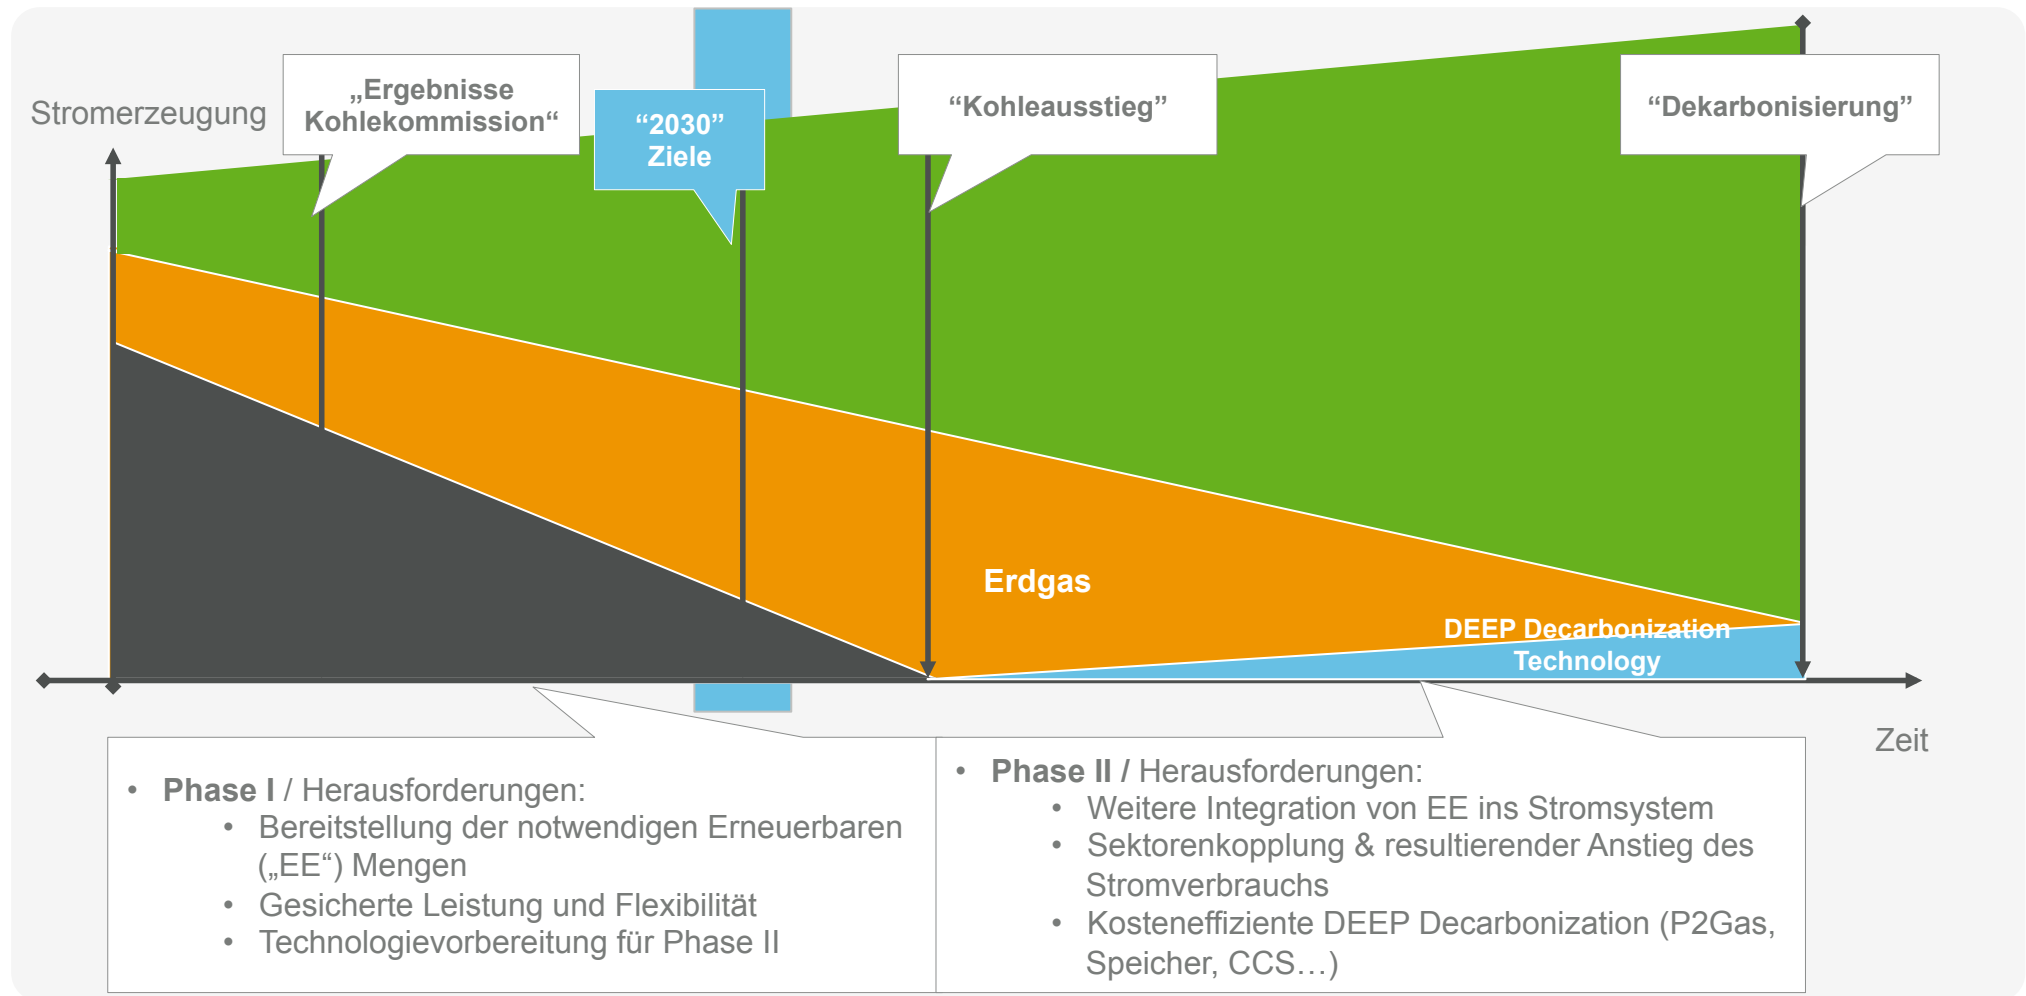 Stromerzeugung
„Ergebnisse
Kohlekommission“
“2030”
Ziele
“Kohleausstieg”
“Dekarbonisierung”
Erdgas
DEEP Decarbonization
Technology
Zeit
• Phase I / Herausforderungen:
• Bereitstellung der notwendigen Erneuerbaren
(„EE“) Mengen
• Gesicherte Leistung und Flexibilität
• Technologievorbereitung für Phase II
• Phase II / Herausforderungen:
• Weitere Integration von EE ins Stromsystem
• Sektorenkopplung & resultierender Anstieg des
Stromverbrauchs
• Kosteneffiziente DEEP Decarbonization (P2Gas,
Speicher, CCS…)